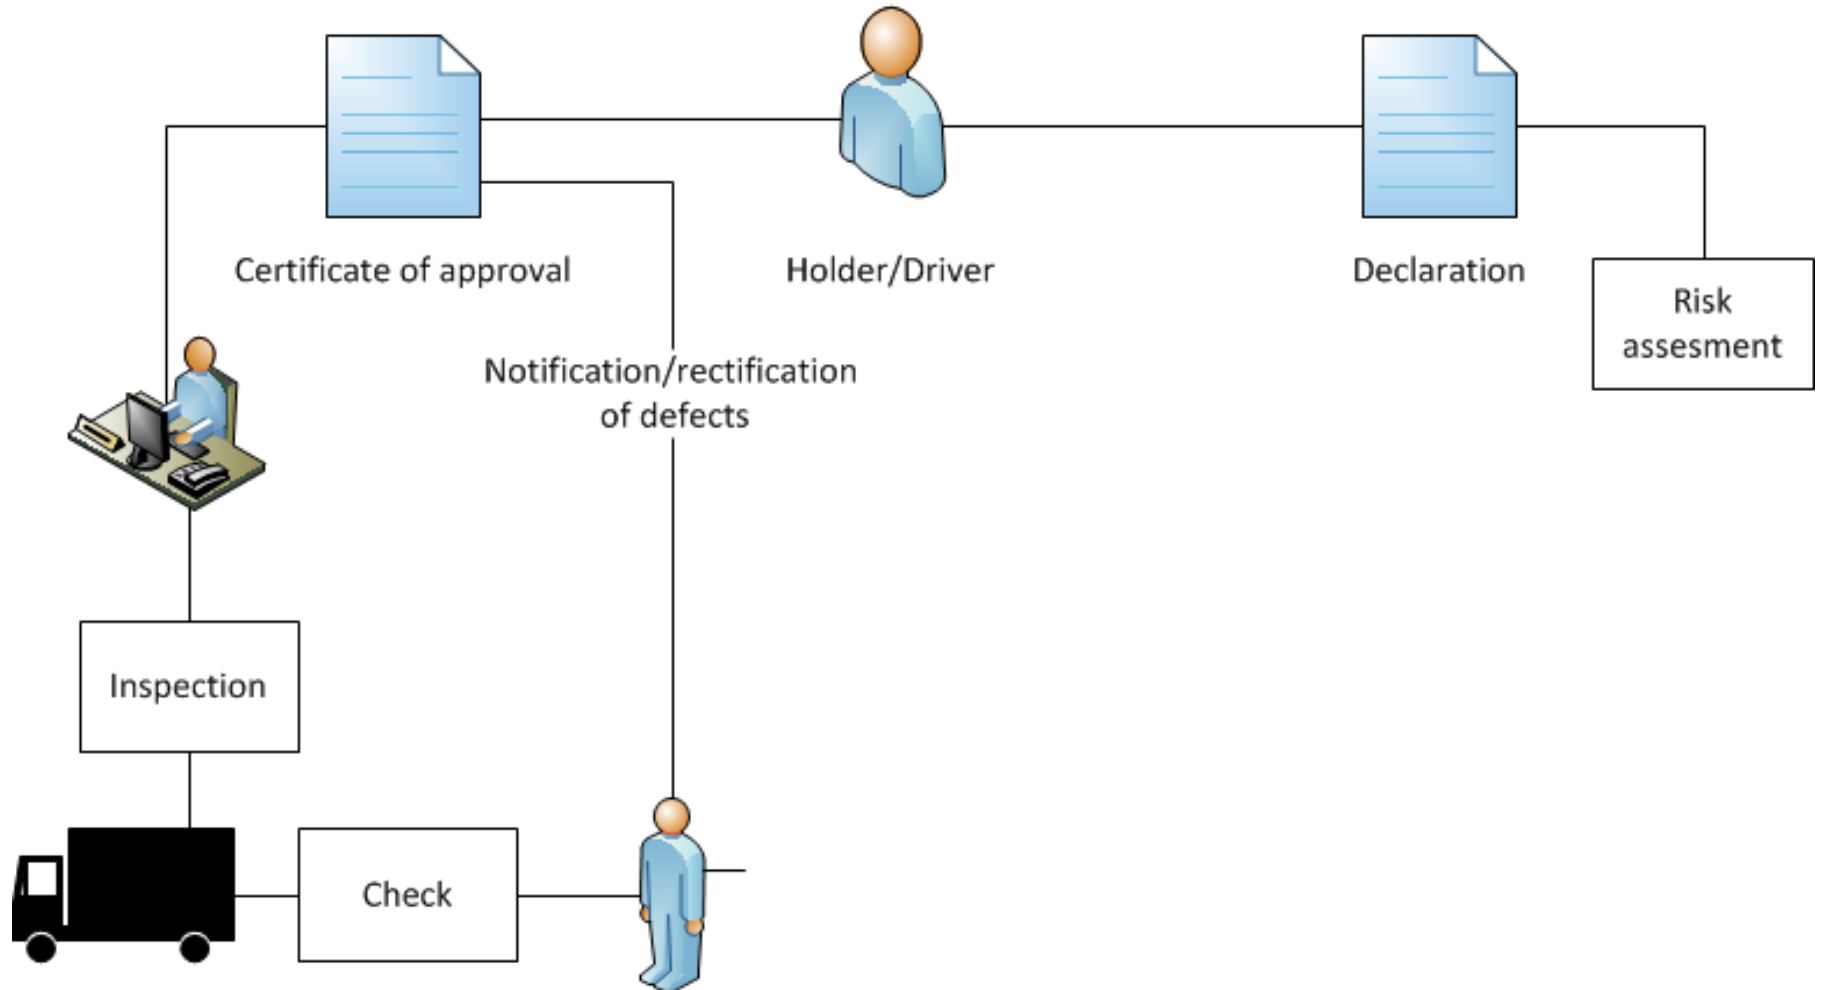 Certificate of approval
Holder/Driver
Declaration
Risk
assesment
Notification/rectification
of defects
Inspection
Check